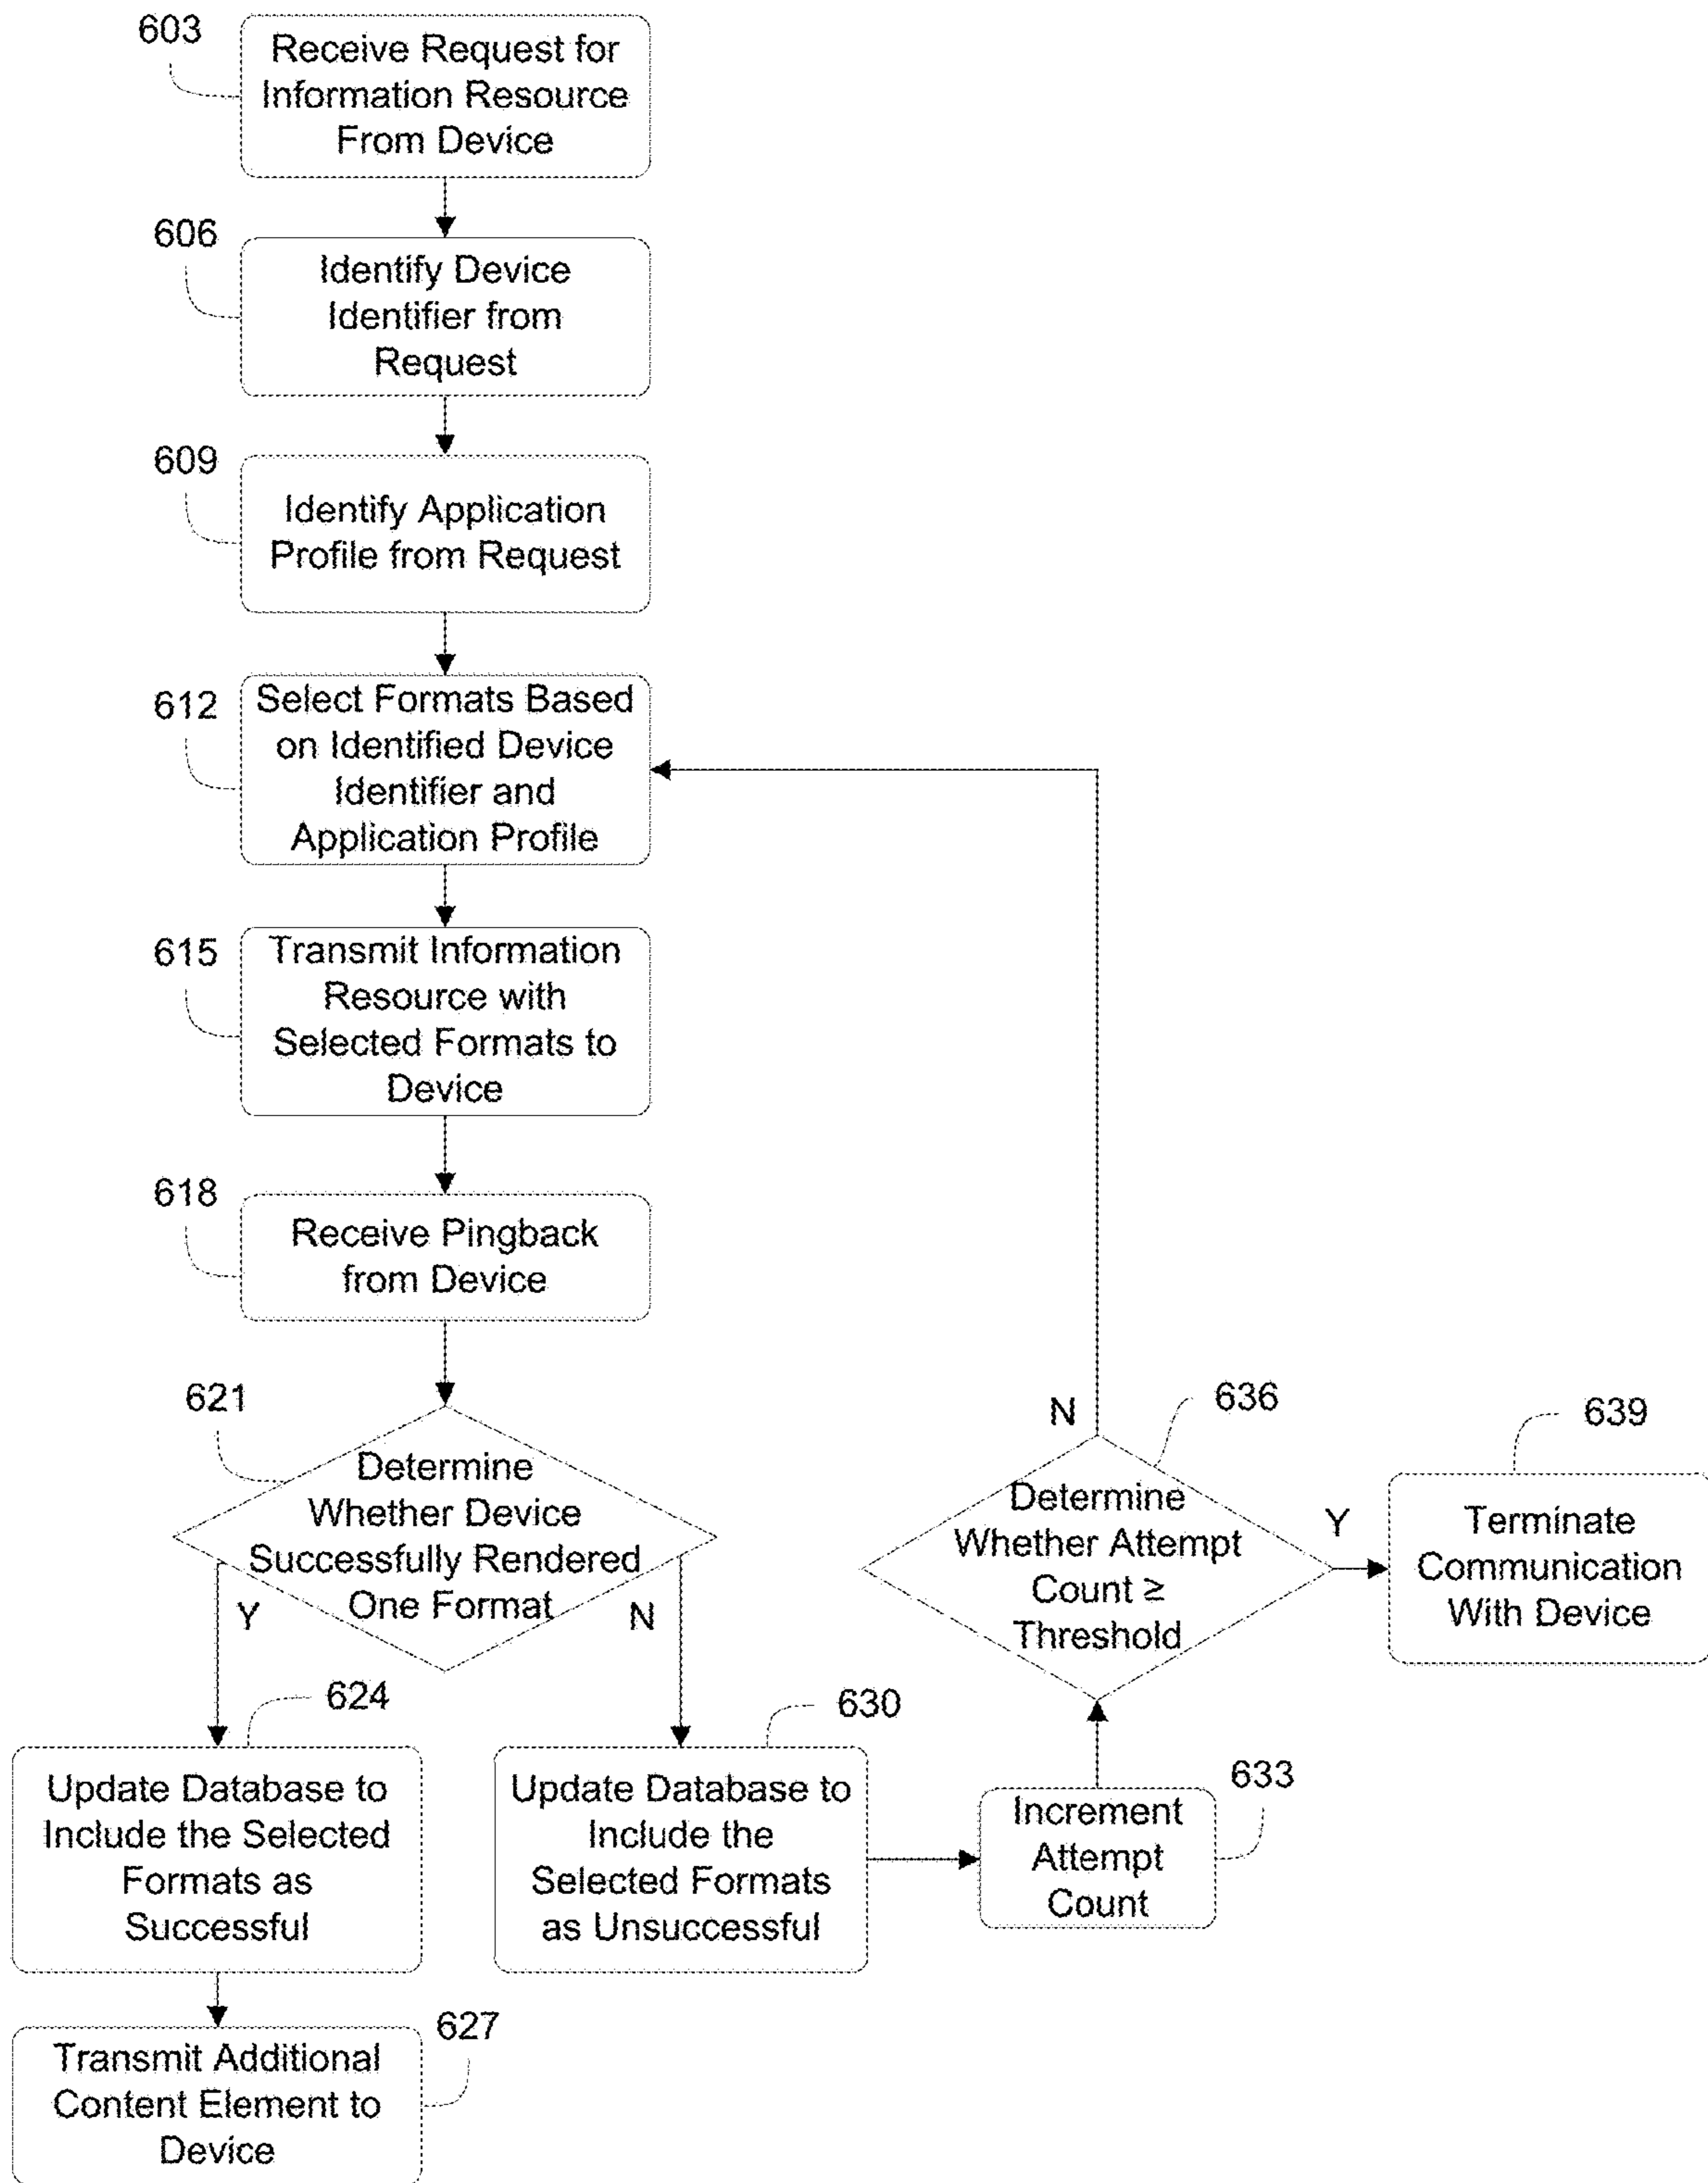 603
Receive Request for
Information Resource
From Device
606
Identify Device
Identifier from
Request
609
Identify Application
Profile from Request
612
Select Formats Based
on Identified Device
Identifier and
Application Profile
615
Transmit Information
Resource with
Selected Formats to
Device
618
Receive Pingback
from Device
621
Determine
Whether Device
Successfully Rendered
One Format
Y
N
624
Update Database to
Include the Selected
Formats as
Successful
627
Transmit Additional
Content Element to
Device
630
Update Database to
Include the
Selected Formats
as Unsuccessful
633
Increment
Attempt
Count
636
Determine
Whether Attempt
Count ≥
Threshold
N
Y
639
Terminate
Communication
With Device